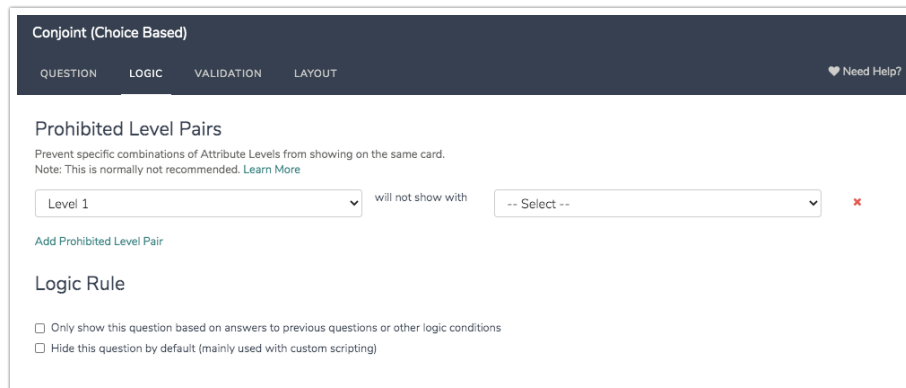 Conjoint (Choice Based)
QUESTION LOGIC VALIDATION LAYOUT Need Help?
Prohibited Level Pairs
Prevent specific combinations of Attribute Levels from showing on the same card.
Note: This is normally not recommended. Learn More
Level 1 will not show with -- Select --
Add Prohibited Level Pair
Logic Rule
Only show this question based on answers to previous questions or other logic conditions
Hide this question by default (mainly used with custom scripting)